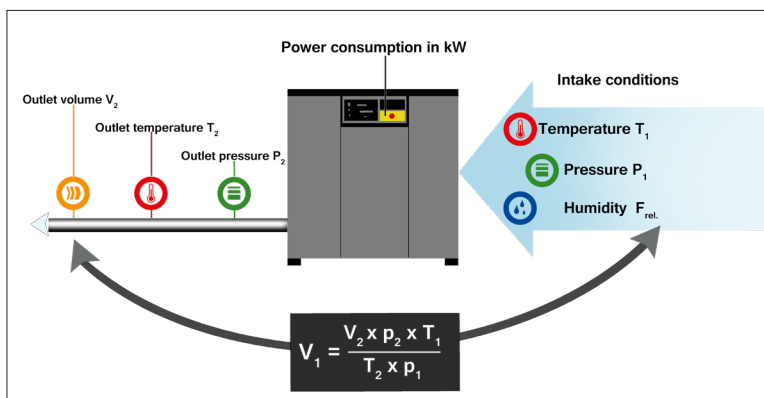 Power consumption in kW
Intake conditions
Outlet volume V₂
Outlet temperature T₂
Outlet pressure P₂
Temperature T₁
Pressure P₁
Humidity F rel.
V₁ = V₂ x p₂ x T₁
T₂ x p₁